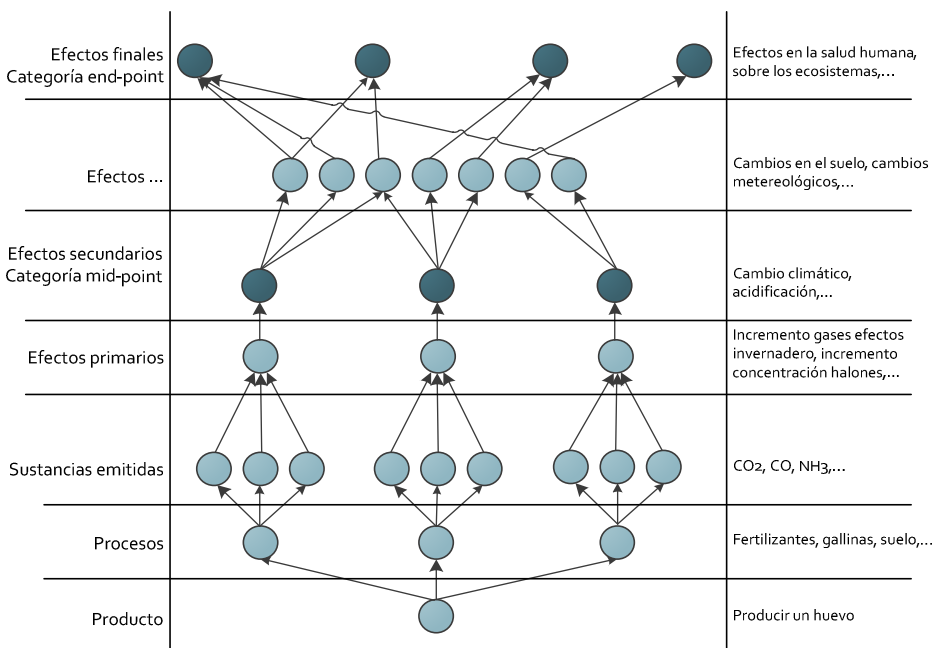 Efectos finales
Categoría end-point
Efectos en la salud humana,
sobre los ecosistemas,...
Efectos ...
Cambios en el suelo, cambios
metereológicos,...
Efectos secundarios
Categoría mid-point
Cambio climático,
acidificación,...
Efectos primarios
Incremento gases efectos
invernadero, incremento
concentración halones,...
Sustancias emitidas
CO2, CO, NH3,...
Procesos
Fertilizantes, gallinas, suelo,...
Producto
Producir un huevo